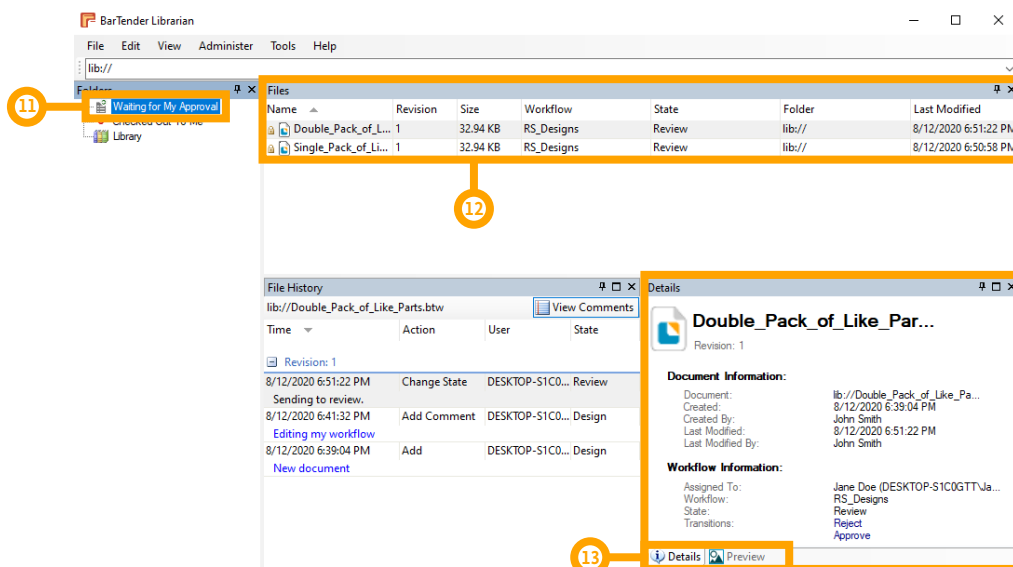 BarTender Librarian
File Edit View Administer Tools Help
lib://
Folders
Files
11
Waiting for My Approval
Checked Out To Me
Library
Name Revision Size Workflow State Folder Last Modified
Double_Pack_of_L... 1 32.94 KB RS_Designs Review lib:// 8/12/2020 6:51:22 PM
Single_Pack_of_Li... 1 32.94 KB RS_Designs Review lib:// 8/12/2020 6:50:58 PM
12
File History
lib://Double_Pack_of_Like_Parts.btw View Comments
Time Action User State
Revision: 1
8/12/2020 6:51:22 PM Change State DESKTOP-S1C0... Review
Sending to review.
8/12/2020 6:41:32 PM Add Comment DESKTOP-S1C0... Design
Editing my workflow
8/12/2020 6:39:04 PM Add DESKTOP-S1C0... Design
New document
Details
Double_Pack_of_Like_Par...
Revision: 1
Document Information:
Document: lib://Double_Pack_of_Like_Pa...
Created: 8/12/2020 6:39:04 PM
Created By: John Smith
Last Modified: 8/12/2020 6:51:22 PM
Last Modified By: John Smith
Workflow Information:
Assigned To: Jane Doe (DESKTOP-S1C0GTT\Ja...
Workflow: RS_Designs
State: Review
Transitions: Reject
Approve
13
Details Preview